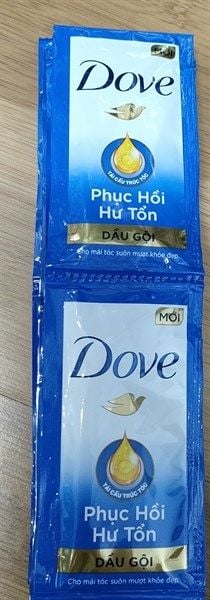 MỚI
Dove
TÁI CẤU TRÚC TÓC
Phục Hồi
Hư Tổn
DẦU GỘI
Cho mái tóc suôn mượt khỏe đẹp
MỚI
Dove
TÁI CẤU TRÚC TÓC
Phục Hồi
Hư Tổn
DẦU GỘI
Cho mái tóc suôn mượt khỏe đẹp